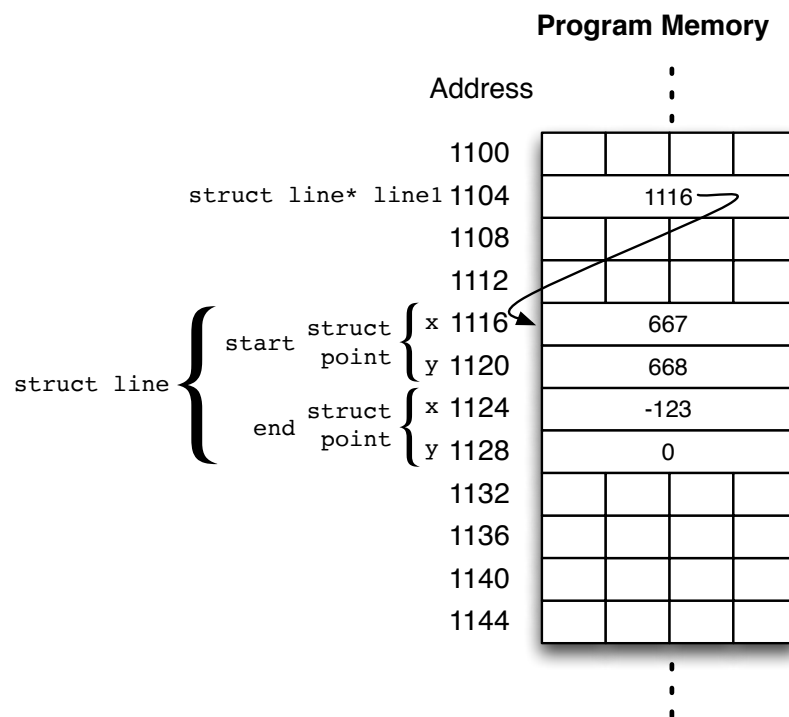 Program Memory
Address
1100
struct line* line1 1104 1116
1108
1112
start struct point x 1116 667
y 1120 668
struct line
end struct point x 1124 -123
y 1128 0
1132
1136
1140
1144